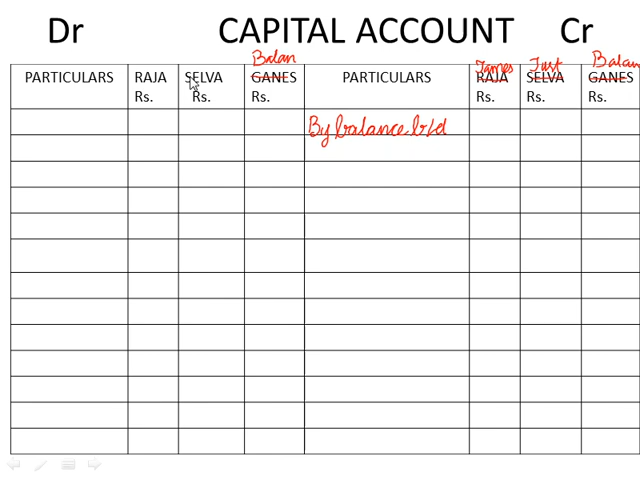 Dr CAPITAL ACCOUNT Cr
Balan James Just Balan
PARTICULARS RAJA SELVA GANES PARTICULARS RAJA SELVA GANES
Rs. Rs. Rs. Rs. Rs. Rs.
By balance b/d